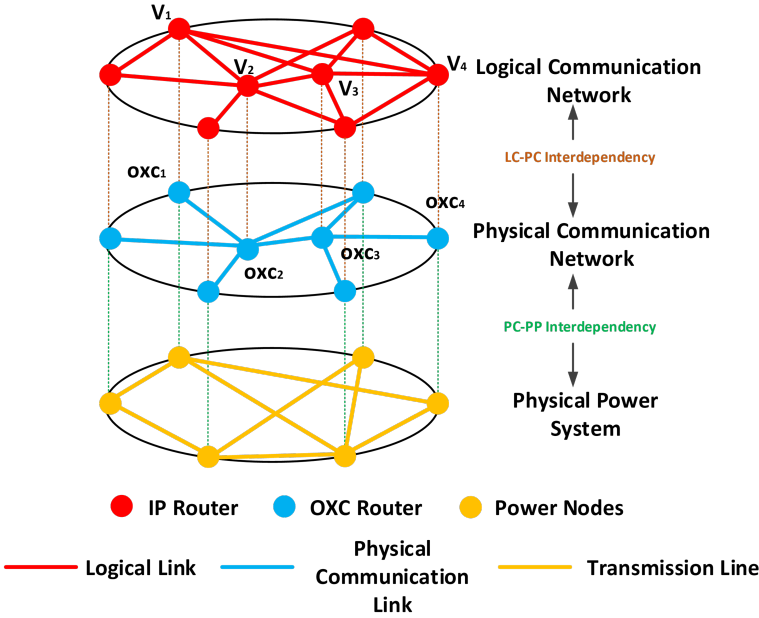 V1
V2
V3
V4
Logical Communication
Network
LC-PC Interdependency
OXC1
OXC2
OXC3
OXC4
Physical Communication
Network
PC-PP Interdependency
Physical Power
System
IP Router
OXC Router
Power Nodes
Logical Link
Physical
Communication
Link
Transmission Line